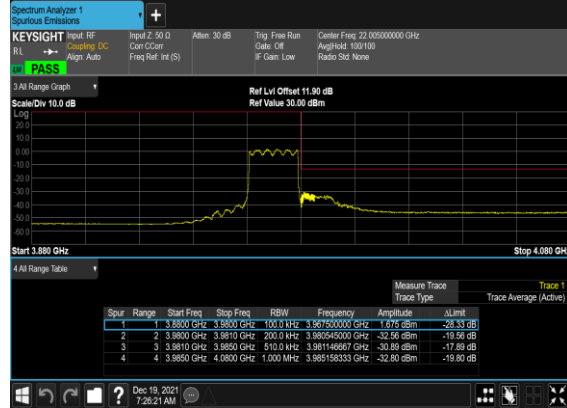 Spectrum Analyzer 1
Spurious Emissions
KEYSIGHT Input: RF Input Z: 50 Ω Atten: 30 dB Trig: Free Run Center Freq: 22.005000000 GHz
RL Coupling: DC Corr CCorr Gate: Off Avg|Hold: 100/100
Align: Auto Freq Ref: Int (S) IF Gain: Low Radio Std: None
PASS
3 All Range Graph
Ref Lvl Offset 11.90 dB
Scale/Div 10.0 dB Ref Value 30.00 dBm
Log
20.0
10.0
0.00
-10.0
-20.0
-30.0
-40.0
-50.0
-60.0
Start 3.880 GHz Stop 4.080 GHz
4 All Range Table
Measure Trace Trace 1
Trace Type Trace Average (Active)
Spur Range Start Freq Stop Freq RBW Frequency Amplitude ΔLimit
1 1 3.8800 GHz 3.9800 GHz 100.0 kHz 3.967500000 GHz 1.675 dBm -28.33 dB
2 2 3.9800 GHz 3.9810 GHz 200.0 kHz 3.980545000 GHz -32.56 dBm -19.56 dB
3 3 3.9810 GHz 3.9850 GHz 510.0 kHz 3.981146667 GHz -30.89 dBm -17.89 dB
4 4 3.9850 GHz 4.0800 GHz 1.000 MHz 3.985158333 GHz -32.80 dBm -19.80 dB
? Dec 19, 2021
7:26:21 AM